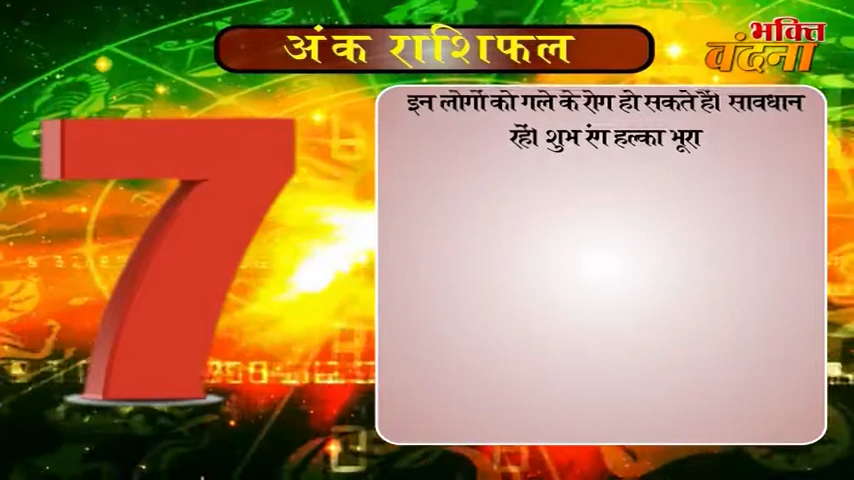 अंक राशिफल
भक्ति
वंदना
7
इन लोगों को गले के रोग हो सकते हैं। सावधान
रहें। शुभ रंग हल्का भूरा